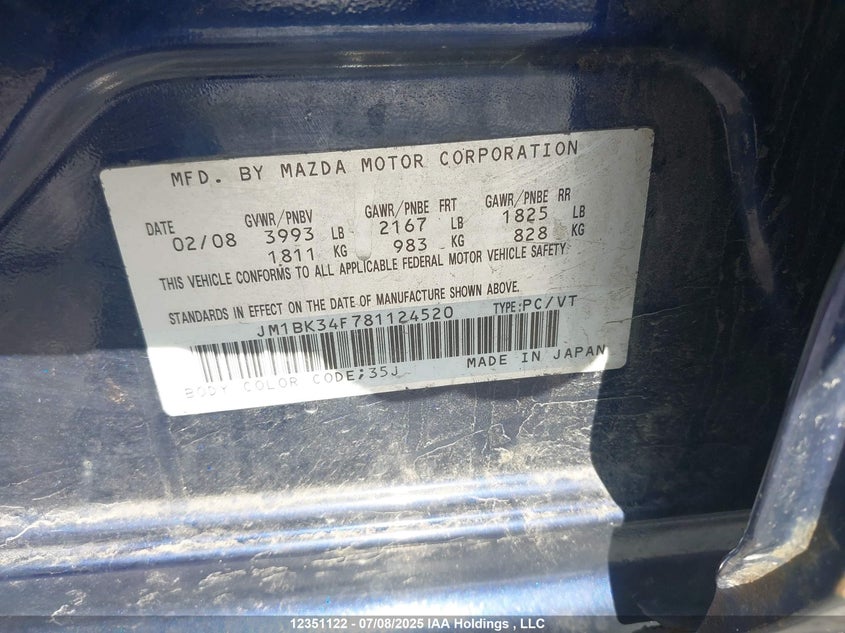 MFD. BY MAZDA MOTOR CORPORATION
DATE GVWR/PNBV GAWR/PNBE FRT GAWR/PNBE RR
02/08 3993 LB 2167 LB 1825 LB
1811 KG 983 KG 828 KG
THIS VEHICLE CONFORMS TO ALL APPLICABLE FEDERAL MOTOR VEHICLE SAFETY
STANDARDS IN EFFECT ON THE DATE OF MANUFACTURE SHOWN ABOVE.
JM1BK34F781124520 TYPE:PC/VT
MADE IN JAPAN
BODY COLOR CODE;35J
12351122 - 07/08/2025 IAA Holdings , LLC